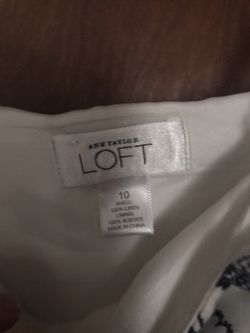 ANN TAYLOR
LOFT
10
SHELL:
100% LINEN
LINING:
100% ACETATE
MADE IN CHINA